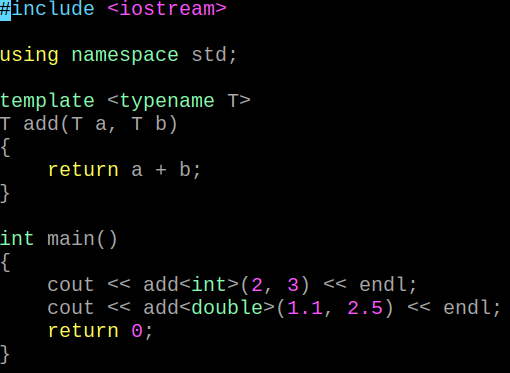 #include <iostream>
using namespace std;
template <typename T>
T add(T a, T b)
{
    return a + b;
}
int main()
{
    cout << add<int>(2, 3) << endl;
    cout << add<double>(1.1, 2.5) << endl;
    return 0;
}